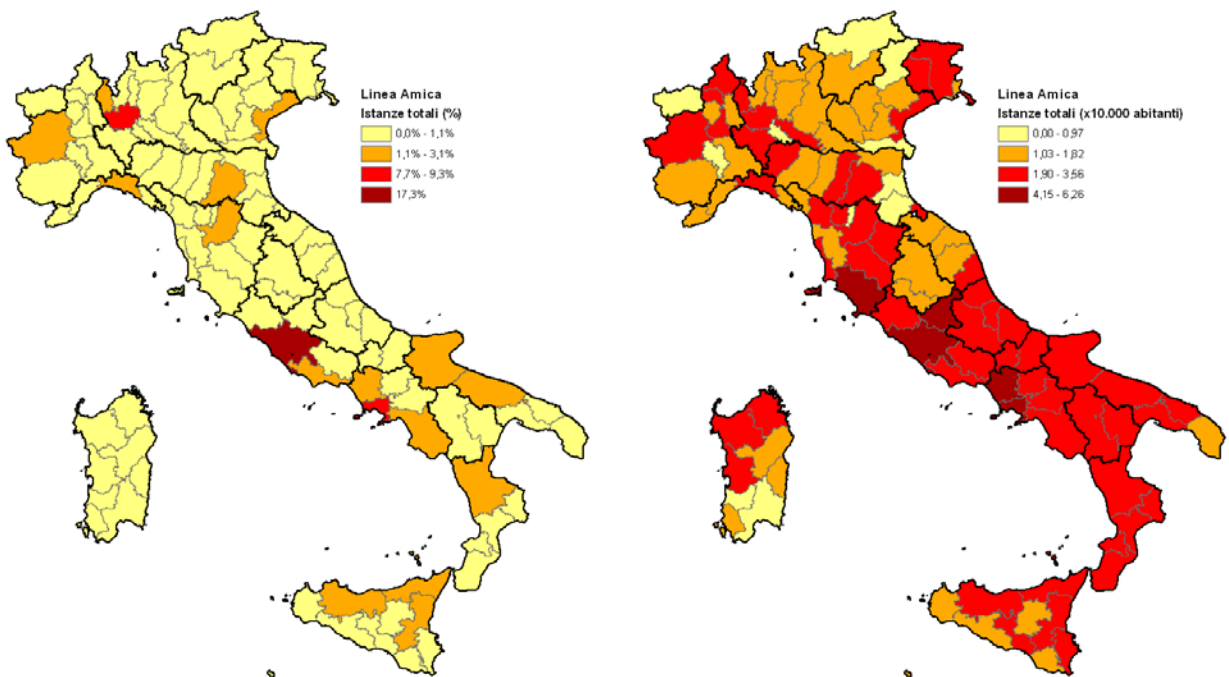 Linea Amica
Istanze totali (%)
0,0% - 1,1%
1,1% - 3,1%
7,7% - 9,3%
17,3%
Linea Amica
Istanze totali (x10.000 abitanti)
0,00 - 0,97
1,03 - 1,82
1,90 - 3,56
4,15 - 6,26